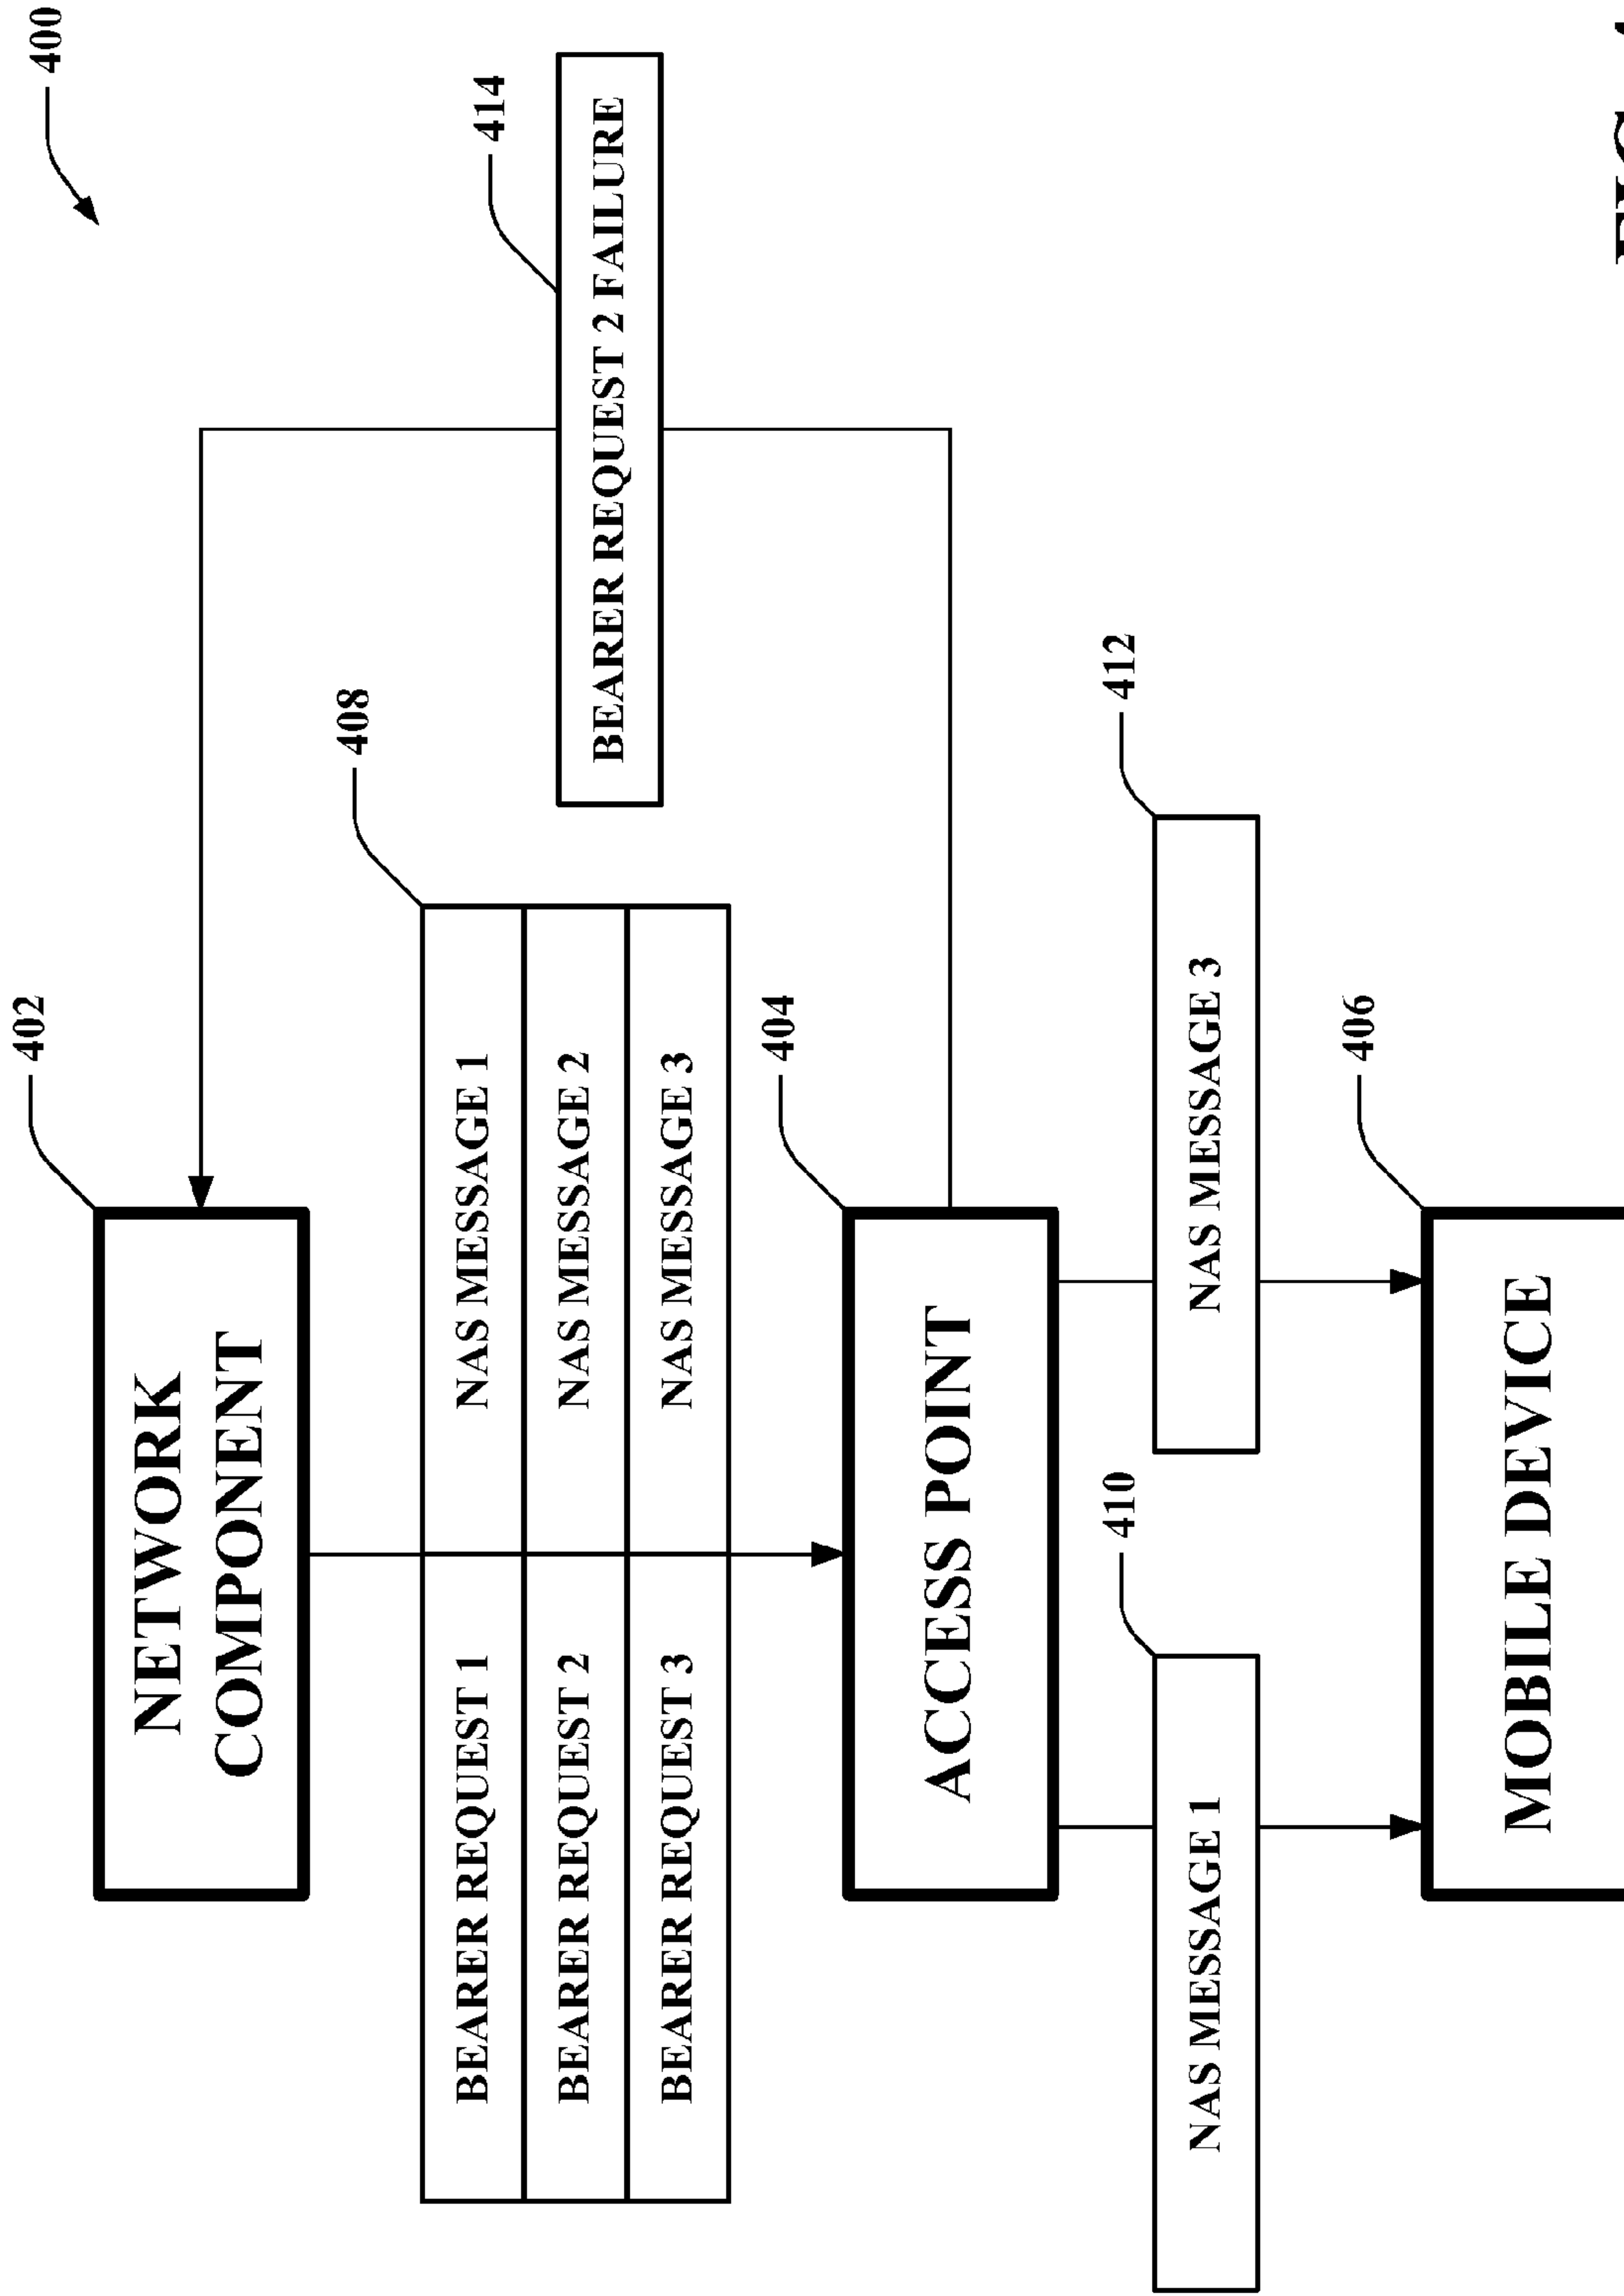 402
400
NETWORK
COMPONENT
408
414
BEARER REQUEST 1 NAS MESSAGE 1
BEARER REQUEST 2 NAS MESSAGE 2
BEARER REQUEST 3 NAS MESSAGE 3
BEARER REQUEST 2 FAILURE
404
ACCESS POINT
410
412
NAS MESSAGE 1
NAS MESSAGE 3
406
MOBILE DEVICE